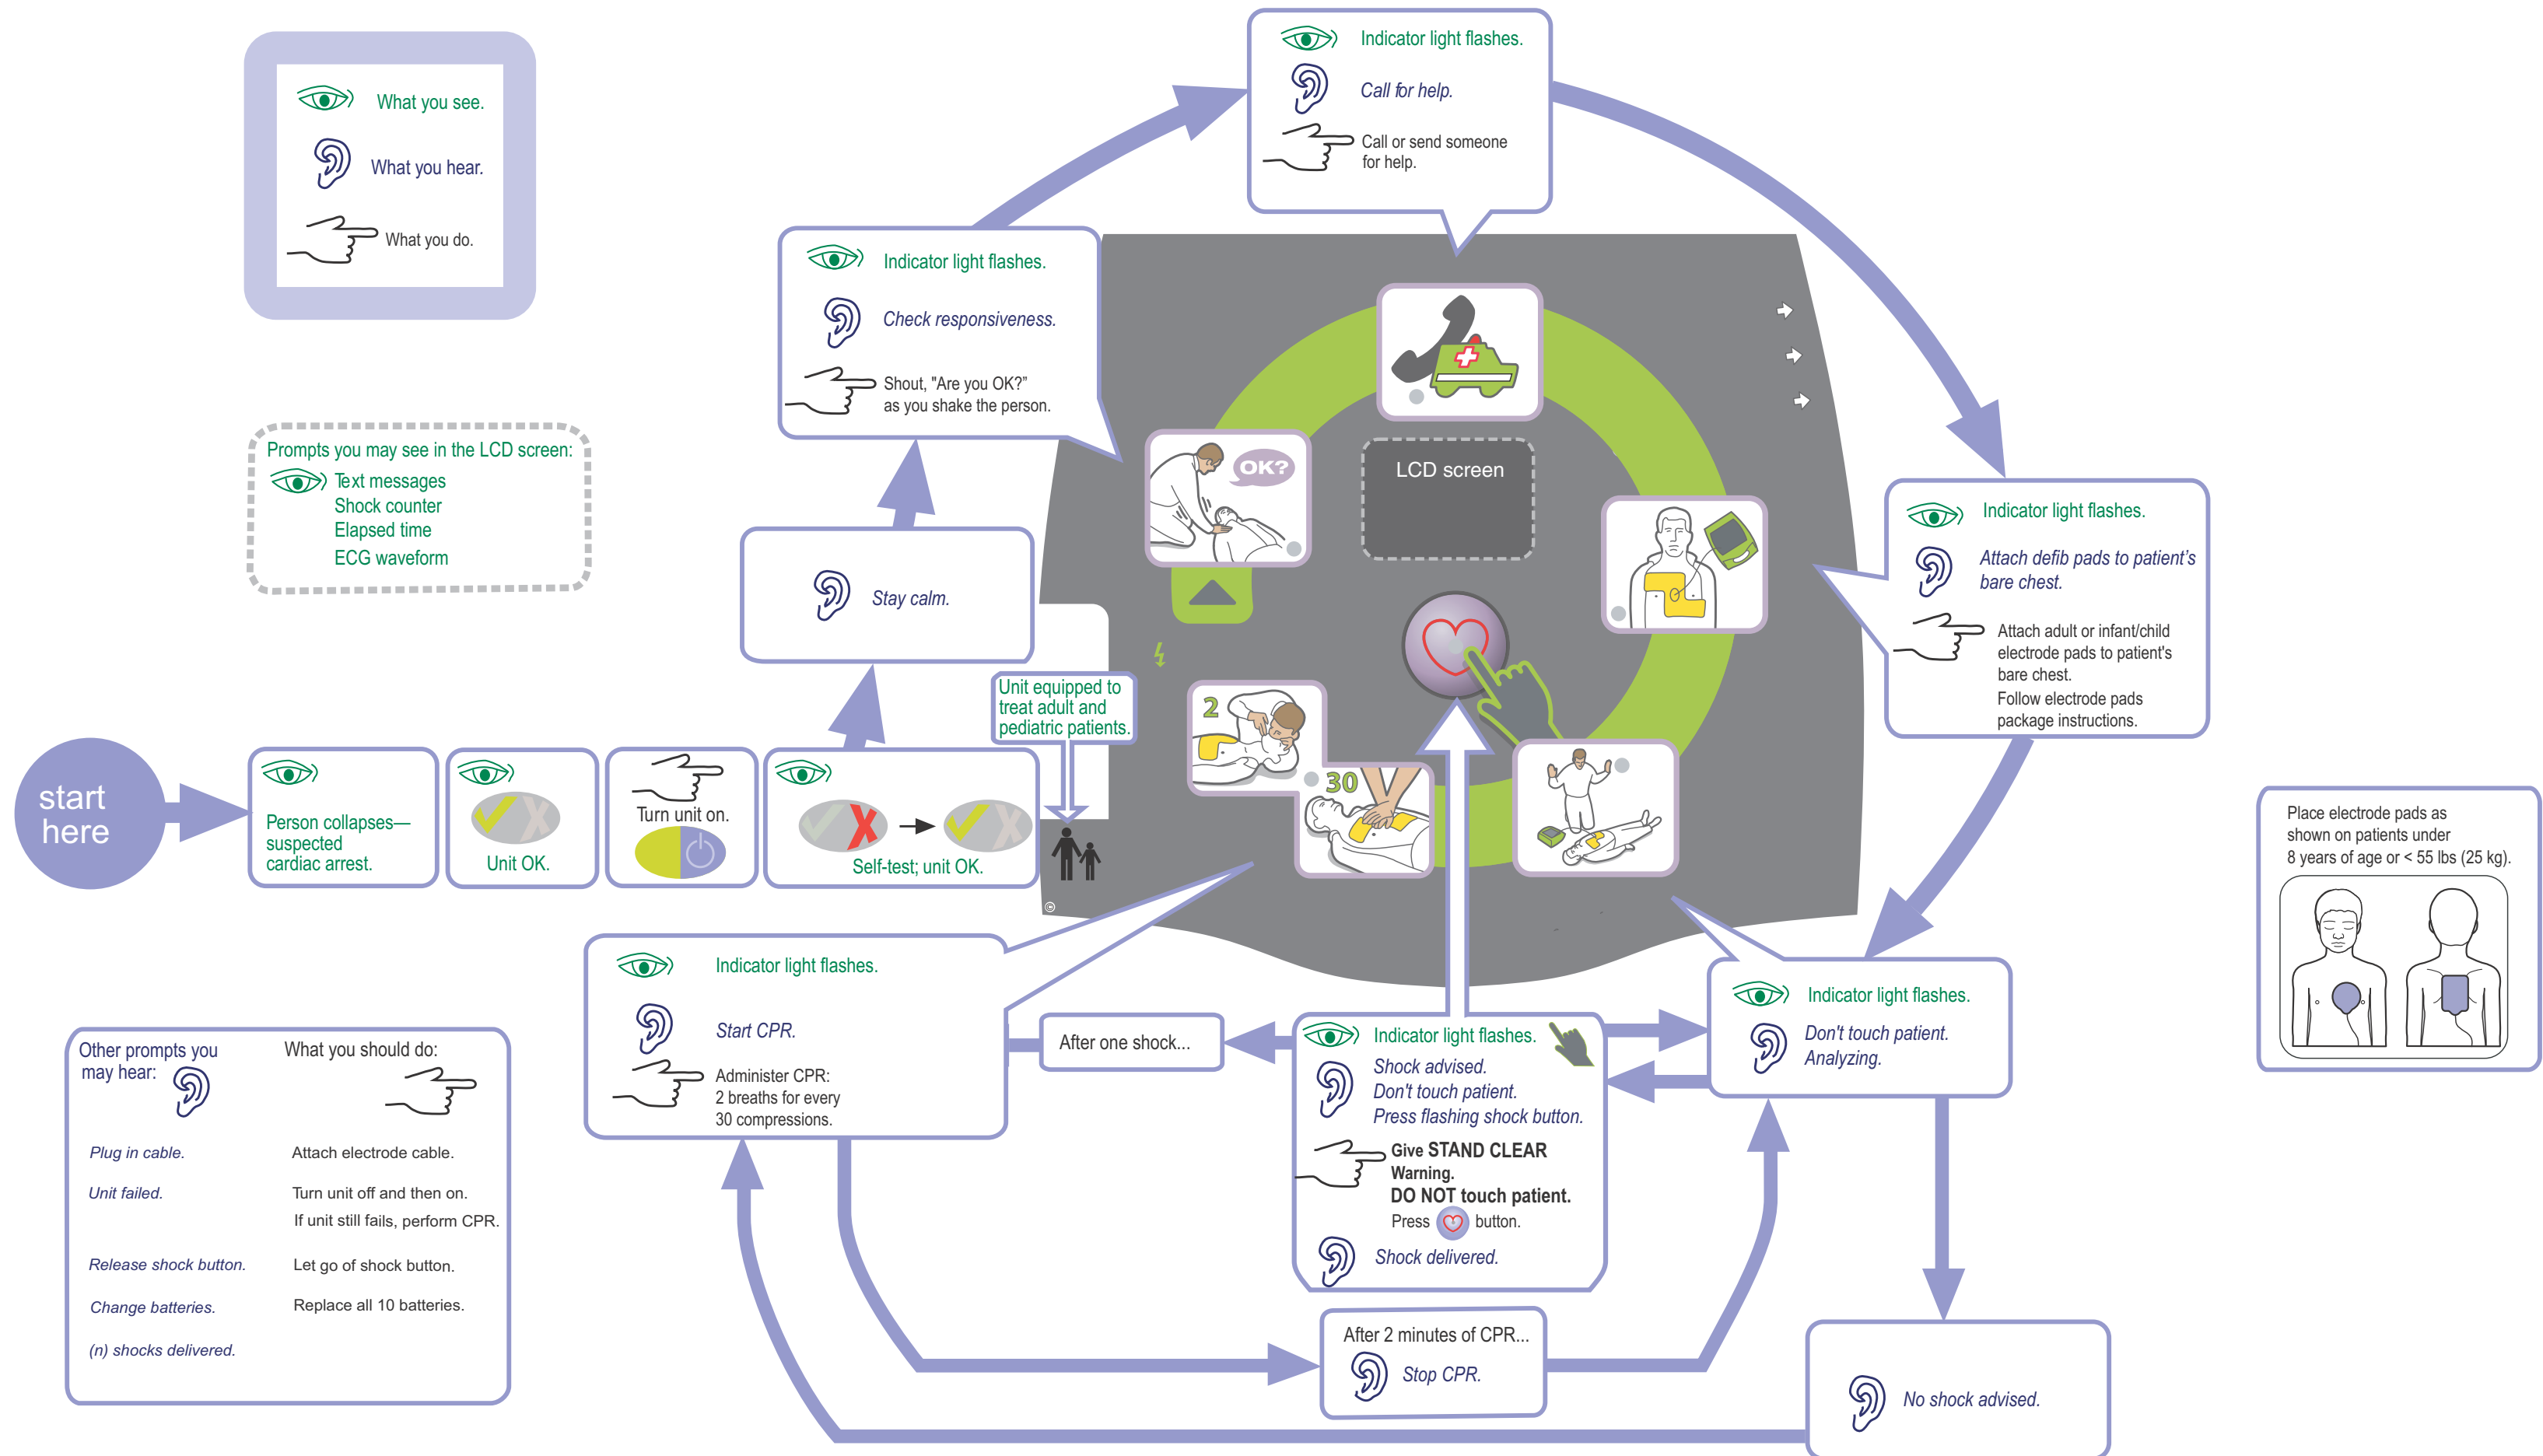 What you see.
What you hear.
What you do.
Prompts you may see in the LCD screen:
Text messages
Shock counter
Elapsed time
ECG waveform
start
here
Person collapses—
suspected
cardiac arrest.
Unit OK.
Turn unit on.
Self-test; unit OK.
Unit equipped to
treat adult and
pediatric patients.
Stay calm.
Indicator light flashes.
Check responsiveness.
Shout, "Are you OK?”
as you shake the person.
Indicator light flashes.
Call for help.
Call or send someone
for help.
OK?
LCD screen
2
30
Indicator light flashes.
Attach defib pads to patient’s
bare chest.
Attach adult or infant/child
electrode pads to patient's
bare chest.
Follow electrode pads
package instructions.
Place electrode pads as
shown on patients under
8 years of age or < 55 lbs (25 kg).
Indicator light flashes.
Don't touch patient.
Analyzing.
Indicator light flashes.
Shock advised.
Don't touch patient.
Press flashing shock button.
Give STAND CLEAR
Warning.
DO NOT touch patient.
Press button.
Shock delivered.
After one shock...
Indicator light flashes.
Start CPR.
Administer CPR:
2 breaths for every
30 compressions.
After 2 minutes of CPR...
Stop CPR.
No shock advised.
Other prompts you
may hear:
What you should do:
Plug in cable.
Attach electrode cable.
Unit failed.
Turn unit off and then on.
If unit still fails, perform CPR.
Release shock button.
Let go of shock button.
Change batteries.
Replace all 10 batteries.
(n) shocks delivered.